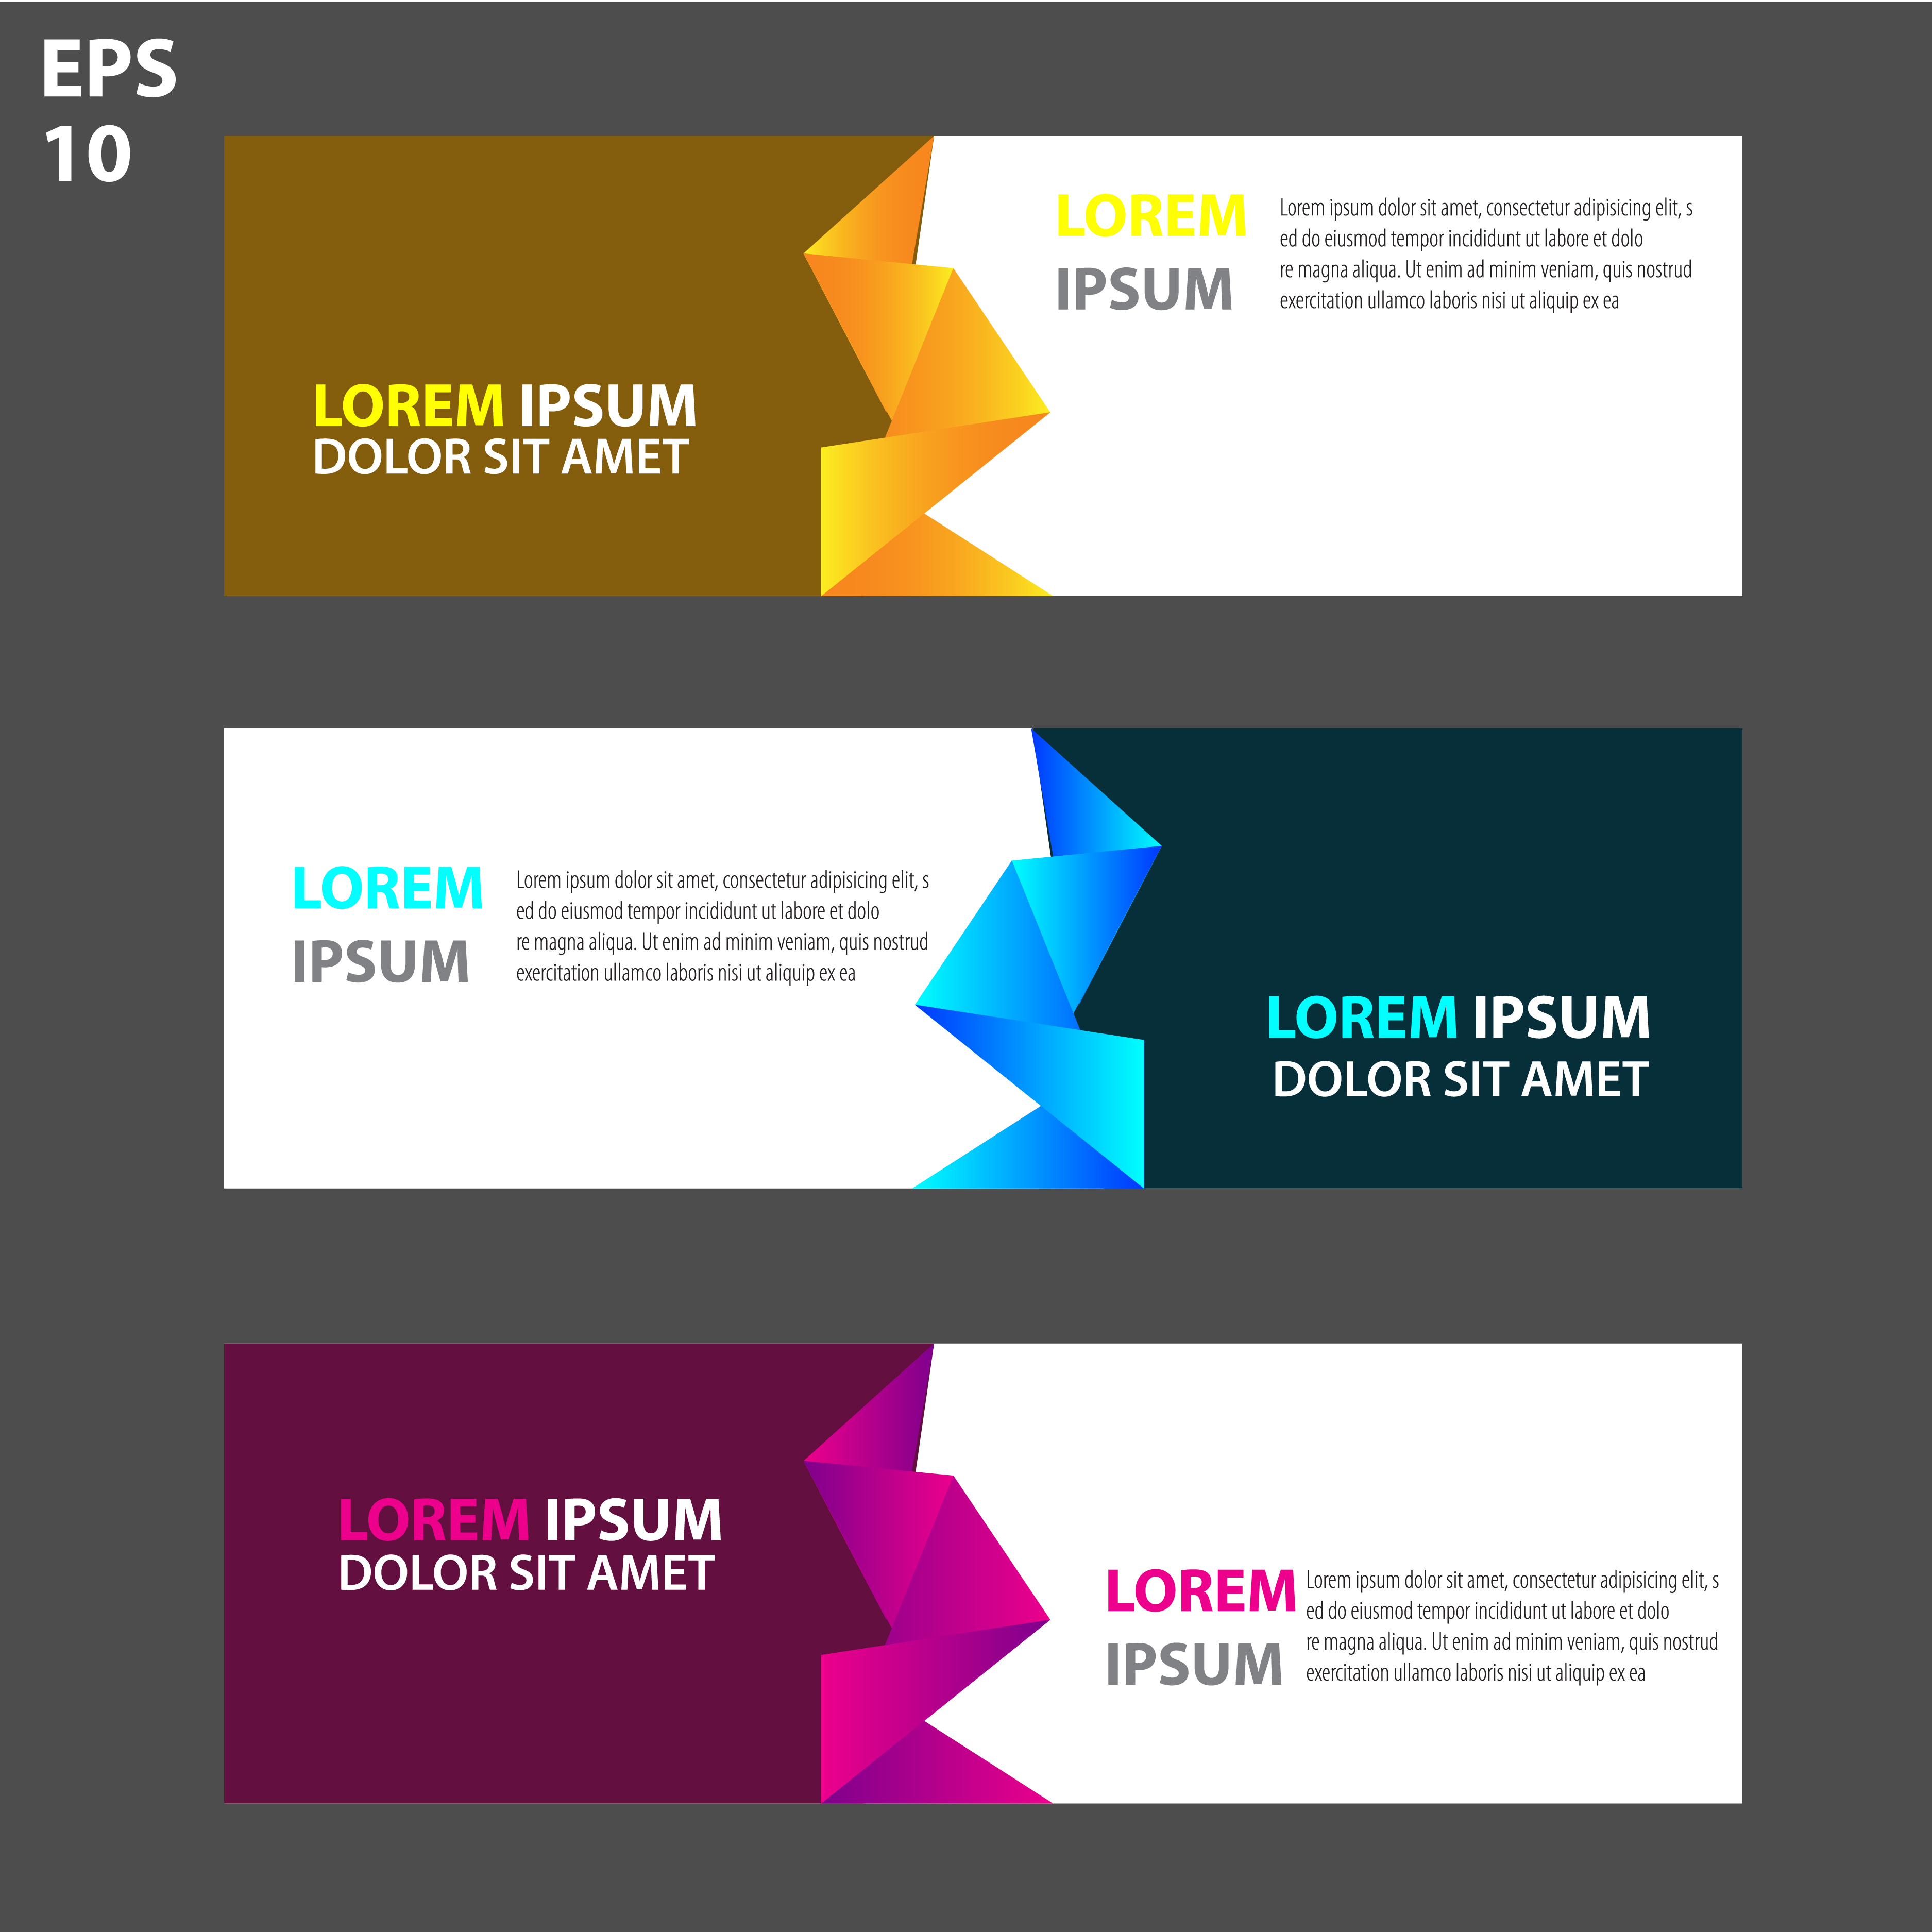 EPS
10
LOREM IPSUM
DOLOR SIT AMET
LOREM
IPSUM
Lorem ipsum dolor sit amet, consectetur adipisicing elit, s
ed do eiusmod tempor incididunt ut labore et dolo
re magna aliqua. Ut enim ad minim veniam, quis nostrud
exercitation ullamco laboris nisi ut aliquip ex ea
LOREM
IPSUM
Lorem ipsum dolor sit amet, consectetur adipisicing elit, s
ed do eiusmod tempor incididunt ut labore et dolo
re magna aliqua. Ut enim ad minim veniam, quis nostrud
exercitation ullamco laboris nisi ut aliquip ex ea
LOREM IPSUM
DOLOR SIT AMET
LOREM IPSUM
DOLOR SIT AMET
LOREM
IPSUM
Lorem ipsum dolor sit amet, consectetur adipisicing elit, s
ed do eiusmod tempor incididunt ut labore et dolo
re magna aliqua. Ut enim ad minim veniam, quis nostrud
exercitation ullamco laboris nisi ut aliquip ex ea